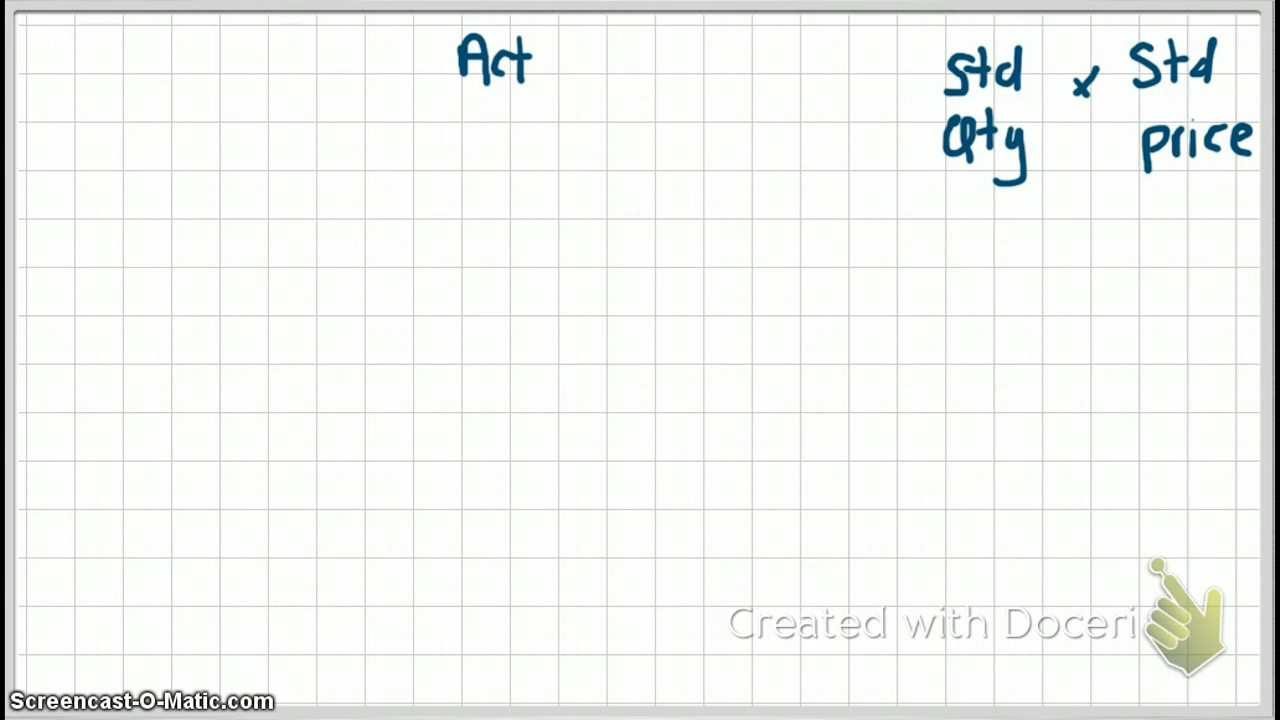 Act
Std x Std
Qty price
Created with Doceri
Screencast-O-Matic.com